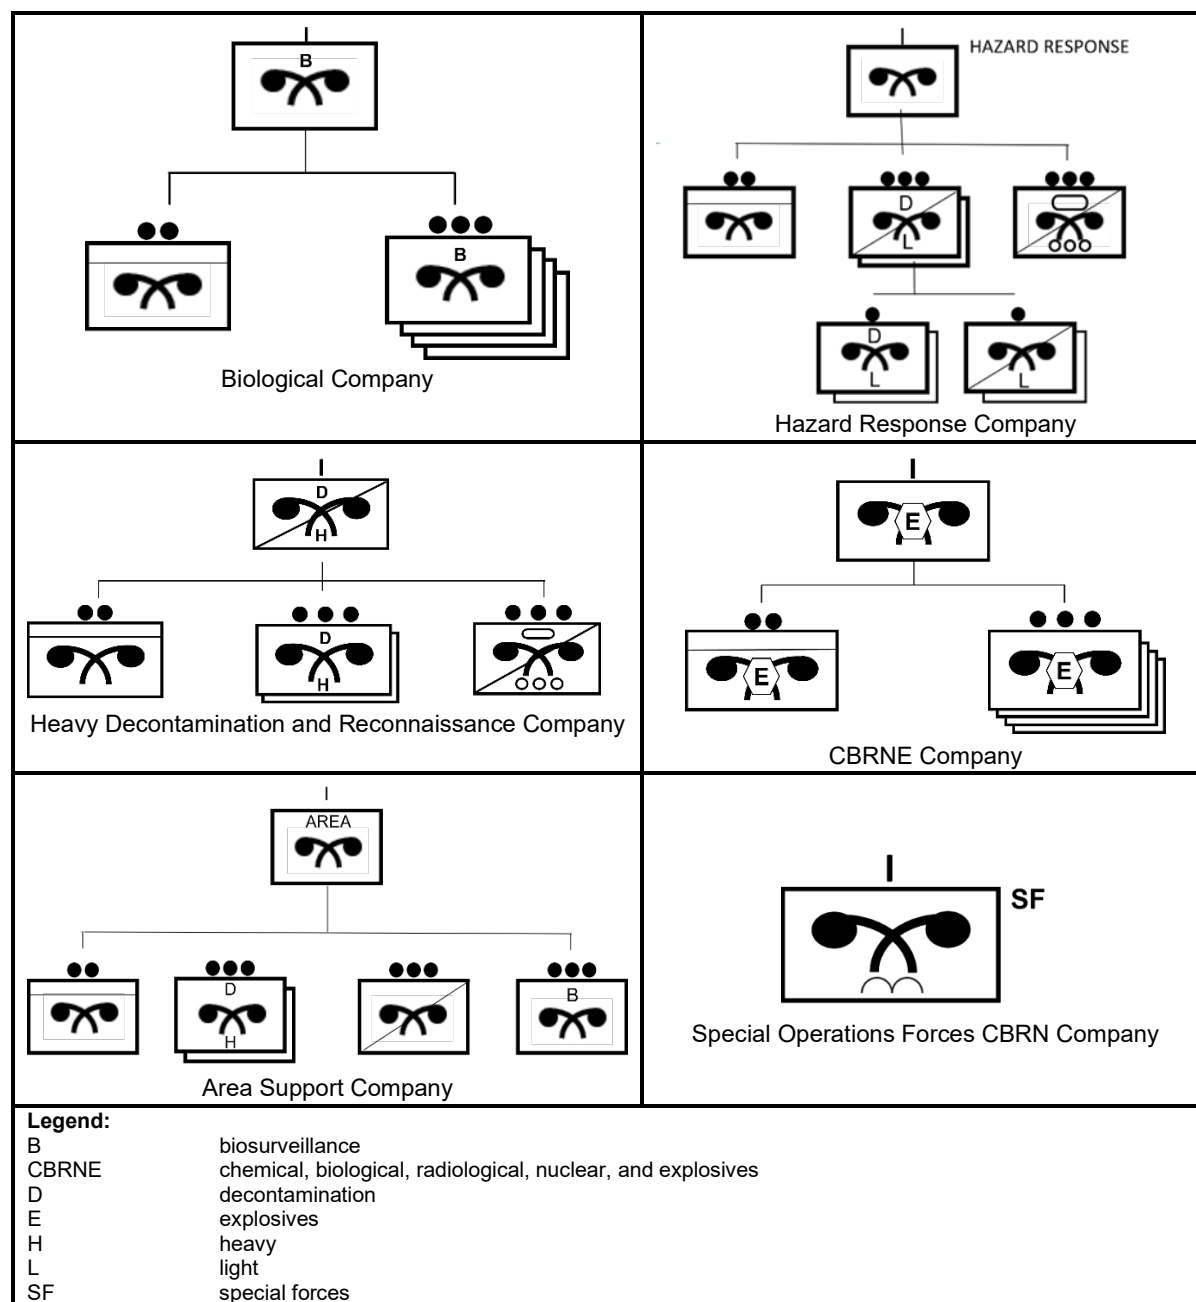 B
B
Biological Company
HAZARD RESPONSE
D
L
D
L
L
Hazard Response Company
D
H
D
H
Heavy Decontamination and Reconnaissance Company
E
E
E
CBRNE Company
AREA
D
H
B
Area Support Company
SF
Special Operations Forces CBRN Company
Legend:
B biosurveillance
CBRNE chemical, biological, radiological, nuclear, and explosives
D decontamination
E explosives
H heavy
L light
SF special forces